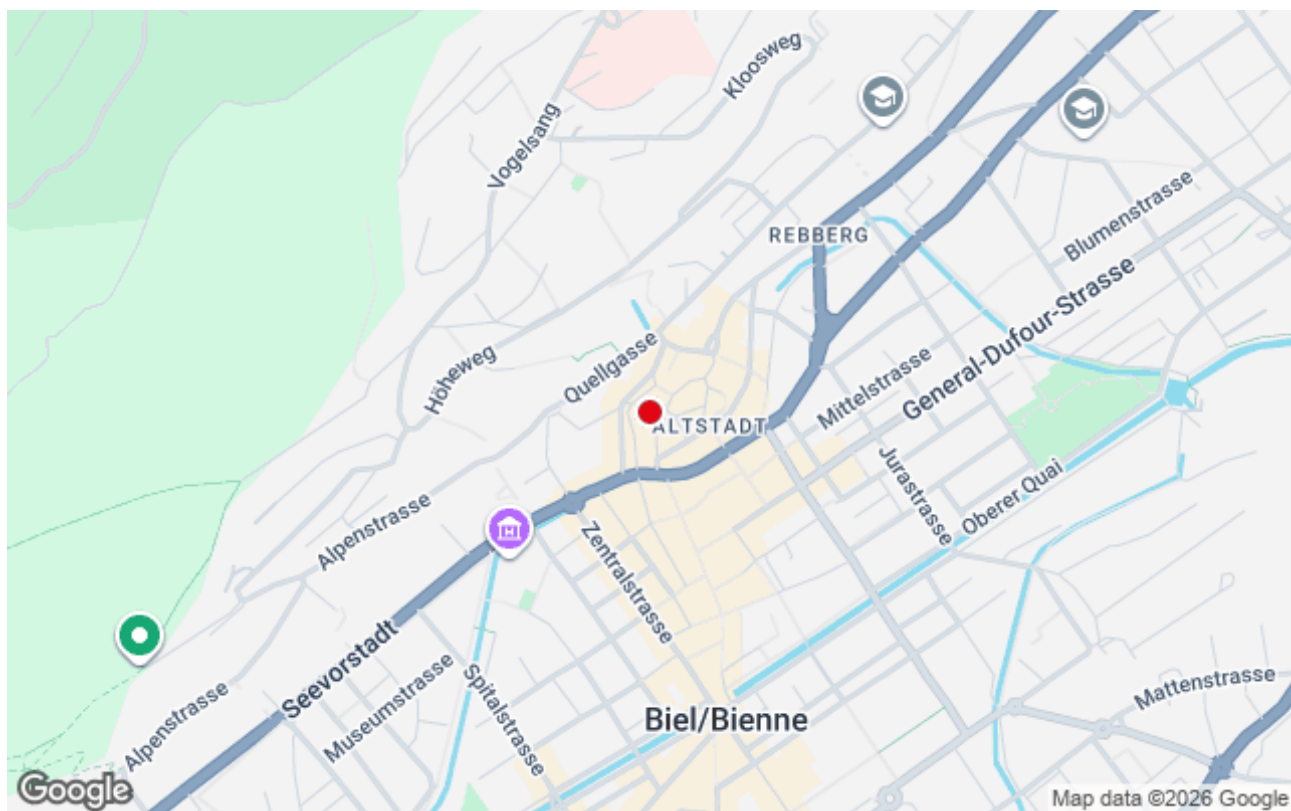 Kloosweg
Vogelsang
REBBERG
Blumenstrasse
General-Dufour-Strasse
Höheweg
Quellgasse
Mittelstrasse
ALTSTADT
Jurastrasse
Oberer Quai
Alpenstrasse
Zentralstrasse
Seevorstadt
Museumstrasse
Spitalstrasse
Alpenstrasse
Mattenstrasse
Biel/Bienne
H
Google
Map data ©2026 Google